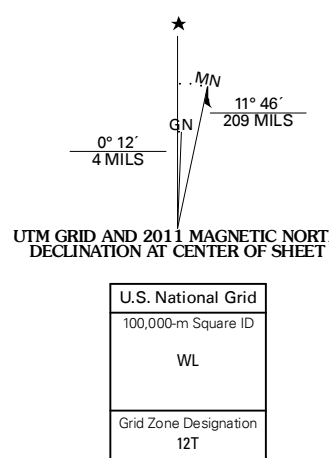 ★
MN
11° 46´
209 MILS
GN
0° 12´
4 MILS
UTM GRID AND 2011 MAGNETIC NORT
DECLINATION AT CENTER OF SHEET
U.S. National Grid
100,000-m Square ID
WL
Grid Zone Designation
12T